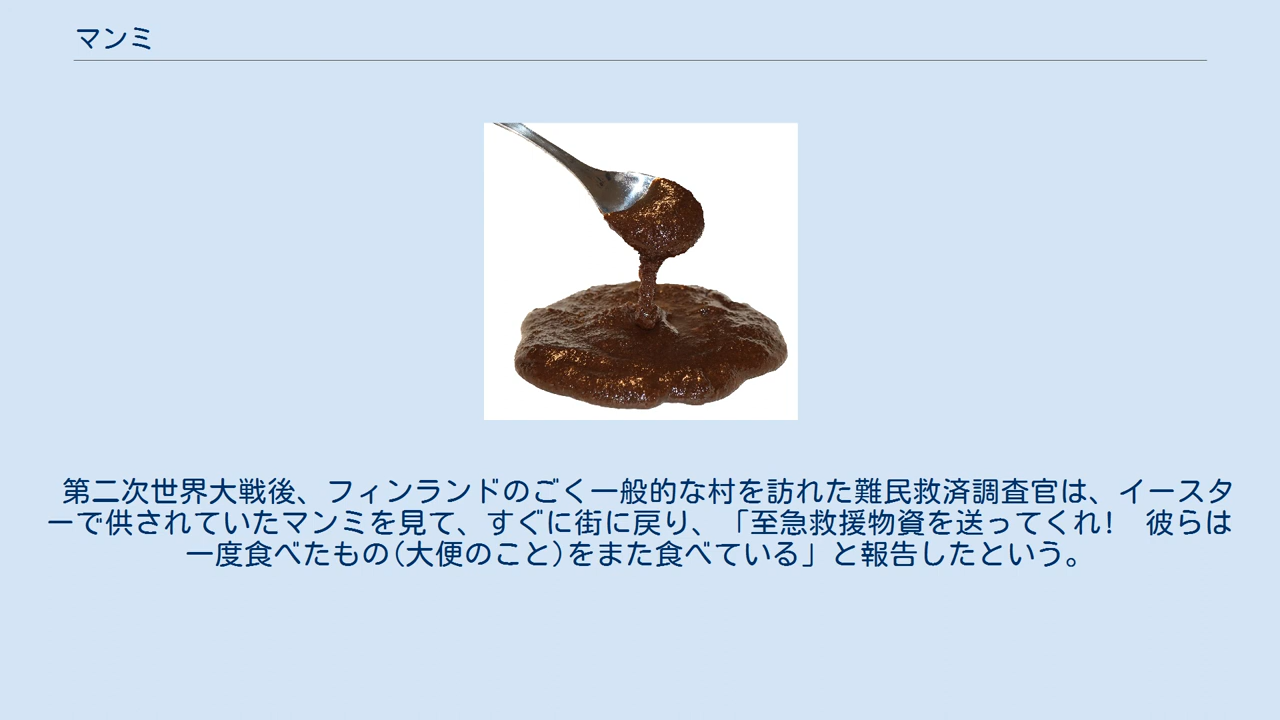 マンミ
第二次世界大戦後、フィンランドのごく一般的な村を訪れた難民救済調査官は、イースタ
ーで供されていたマンミを見て、すぐに街に戻り、「至急救援物資を送ってくれ!　彼らは
一度食べたもの(大便のこと)をまた食べている」と報告したという。